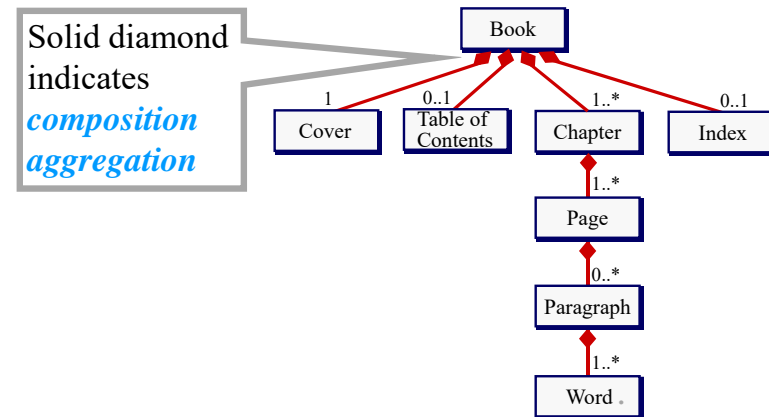 Solid diamond
indicates
composition
aggregation
Book
1
0..1
1..*
0..1
Cover
Table of
Contents
Chapter
Index
1..*
Page
0..*
Paragraph
1..*
Word